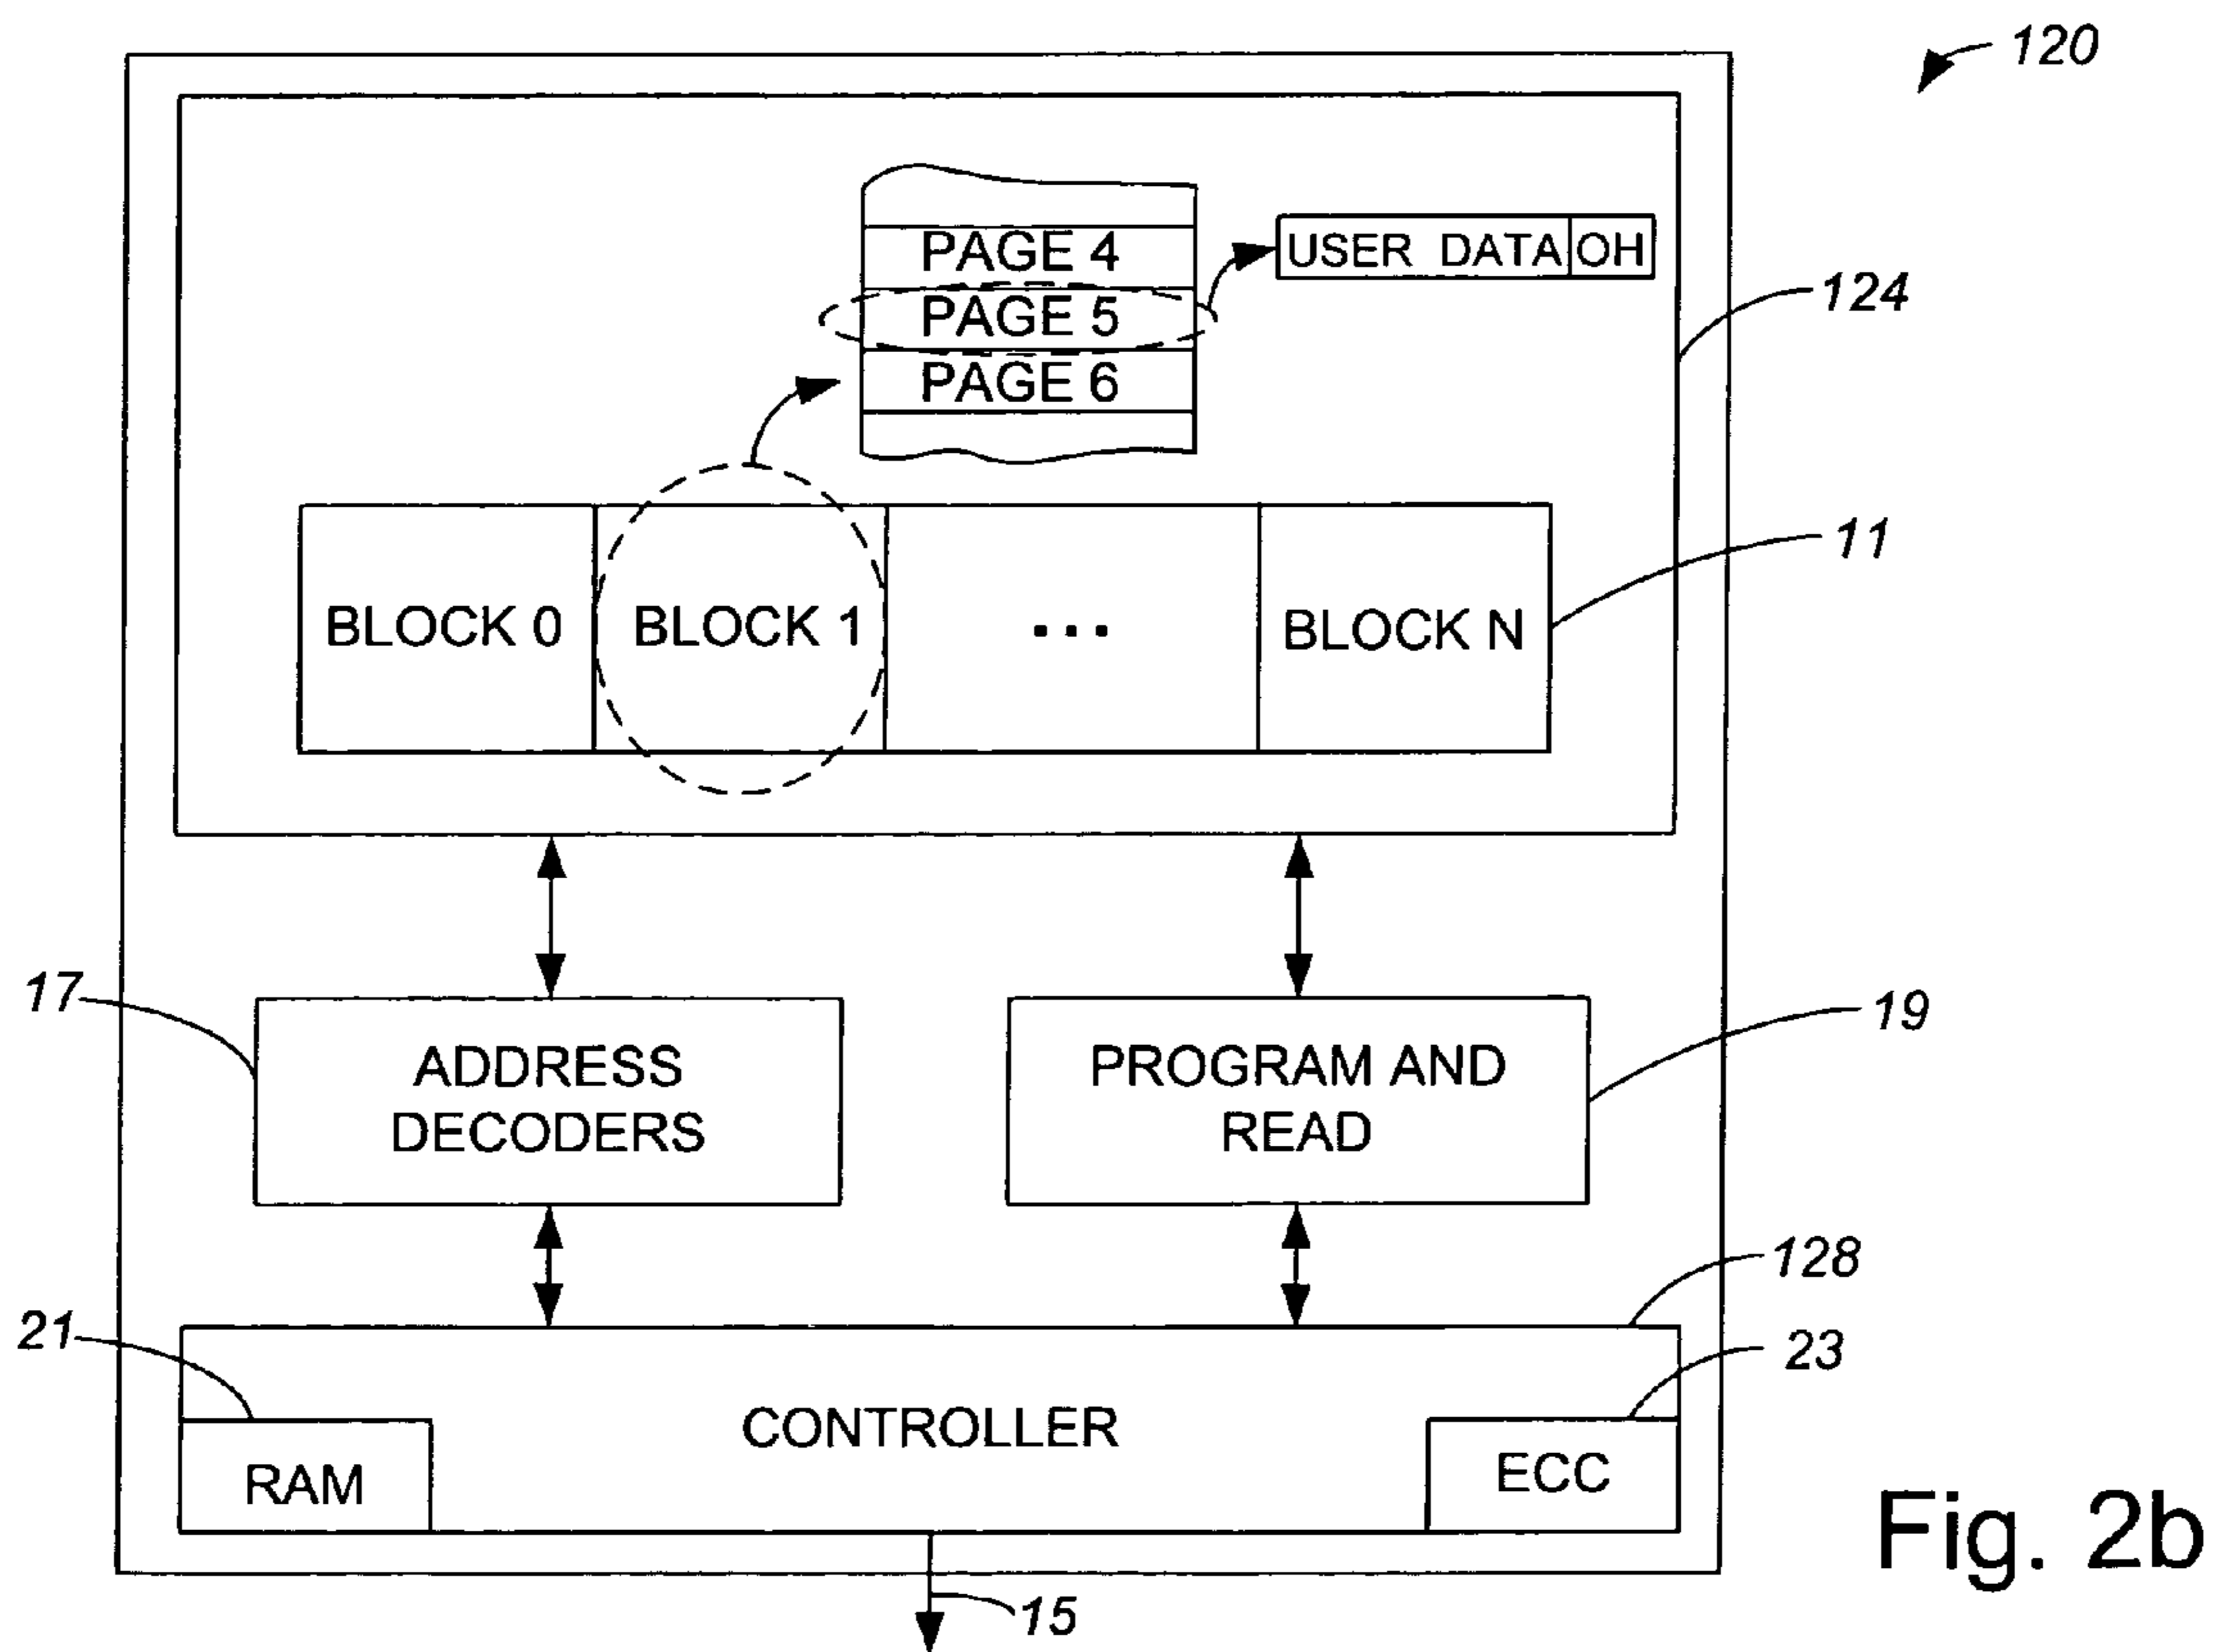 120
PAGE 4
USER DATA OH
PAGE 5
124
PAGE 6
11
BLOCK 0
BLOCK 1
...
BLOCK N
17
19
ADDRESS
DECODERS
PROGRAM AND
READ
128
21
23
CONTROLLER
RAM
ECC
Fig. 2b
15